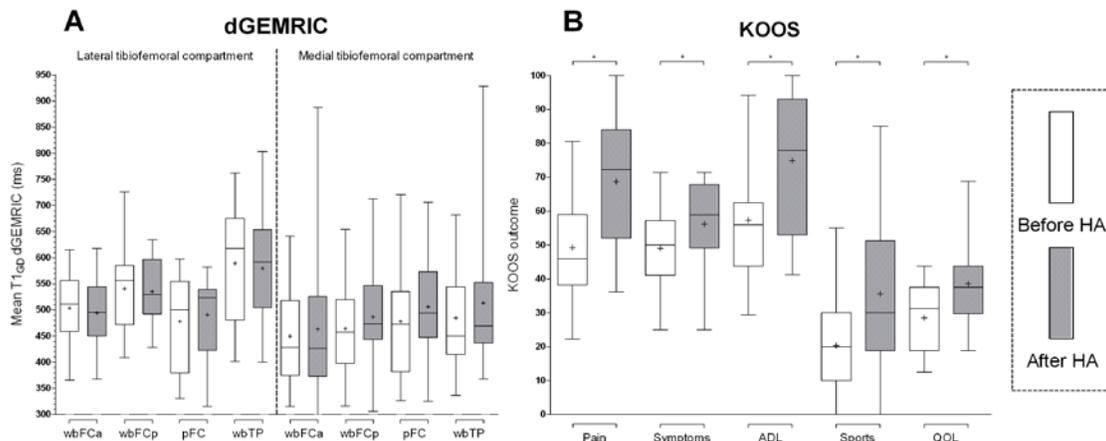 A
dGEMRIC
Lateral tibiofemoral compartment
Medial tibiofemoral compartment
Mean T1GD dGEMRIC (ms)
950
900
850
800
750
700
650
600
550
500
450
400
350
300
wbFCa
wbFCp
pFC
wbTP
wbFCa
wbFCp
pFC
wbTP
B
KOOS
* * * * *
KOOS outcome
100
90
80
70
60
50
40
30
20
10
0
Pain
Symptoms
ADL
Sports
QOL
Before HA
After HA